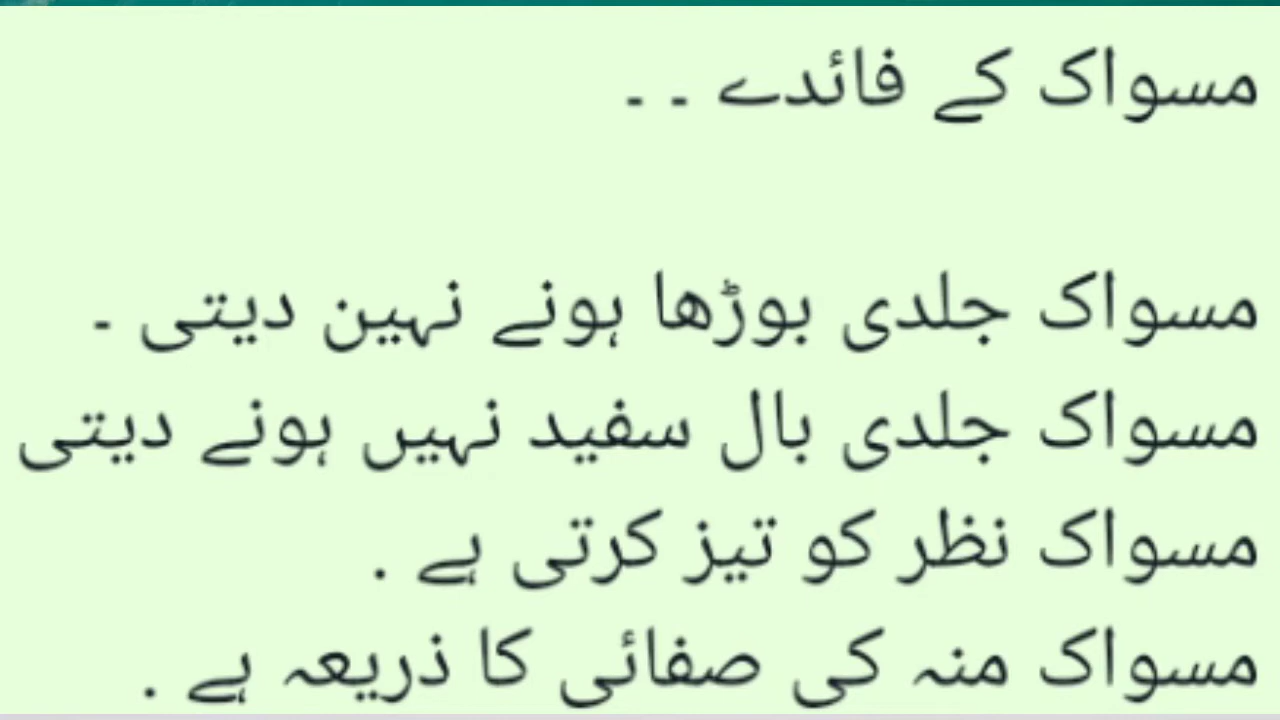 مسواک کے فائدے ۔ ۔
مسواک جلدی بوڑھا ہونے نہین دیتی ۔
مسواک جلدی بال سفید نہیں ہونے دیتی
مسواک نظر کو تیز کرتی ہے .
مسواک منہ کی صفائی کا ذریعہ ہے .